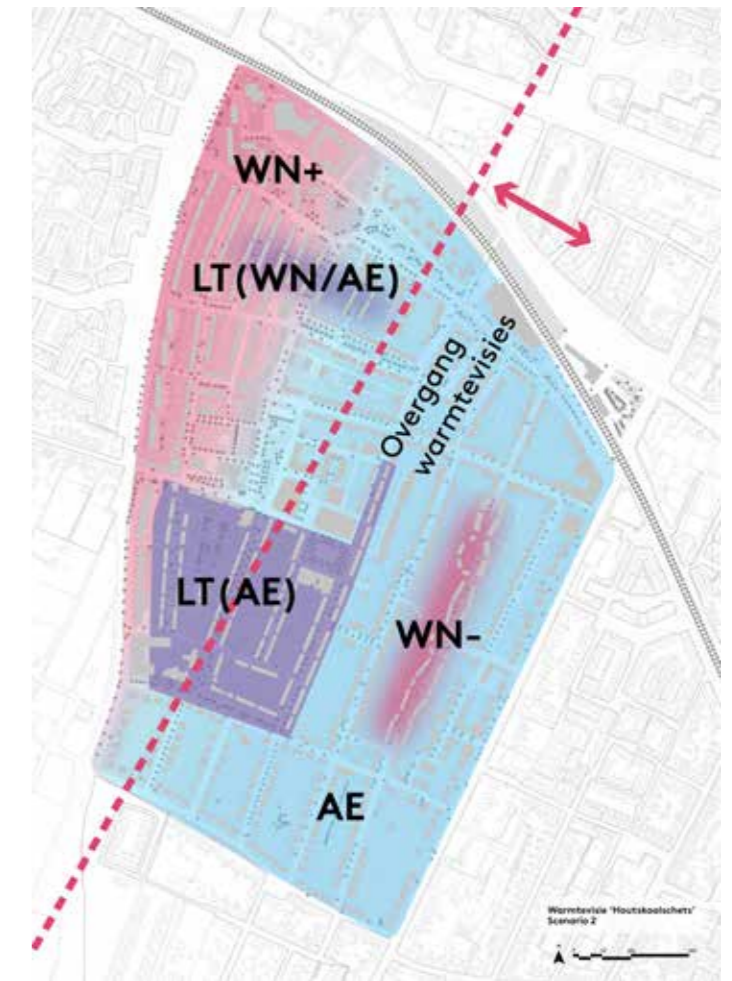 WN+
LT(WN/AE)
Overgang
warmtevisies
LT(AE)
WN-
AE
Warmtevisie 'Houtskoolschets'
Scenario 2